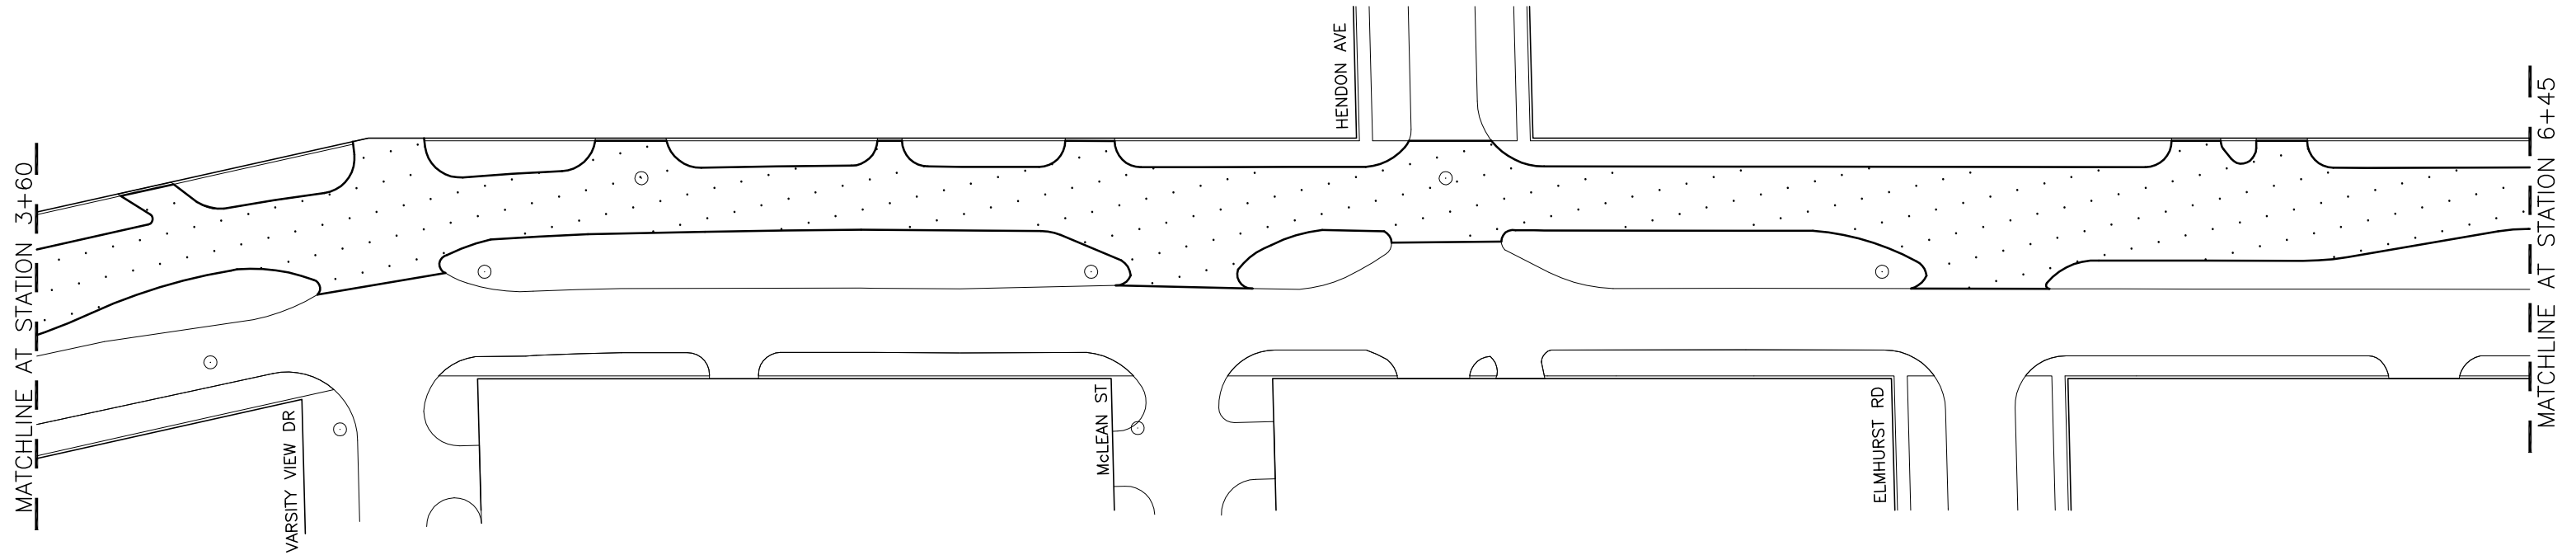 MATCHLINE AT STATION 3+60
VARSITY VIEW DR
McLEAN ST
HENDON AVE
ELMHURST RD
MATCHLINE AT STATION 6+45